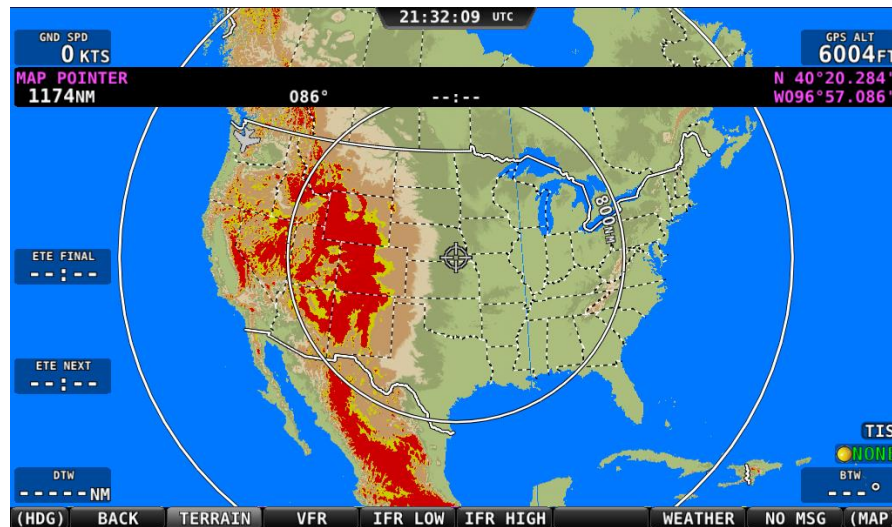 21:32:09 UTC
GND SPD
0 KTS
GPS ALT
6004FT
MAP POINTER
N 40°20.284'
1174NM 086° --:-- W096°57.086'
800NM
ETE FINAL
--:--
ETE NEXT
--:--
TIS
NONE
DTW
-----NM
BTW
---°
(HDG) BACK TERRAIN VFR IFR LOW IFR HIGH WEATHER NO MSG (MAP